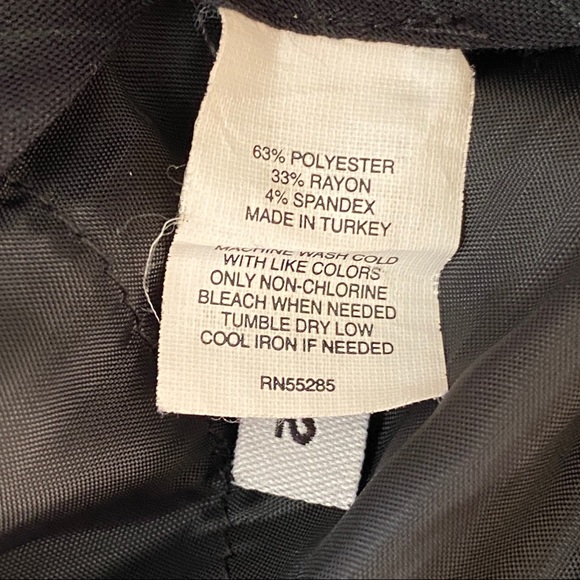 63% POLYESTER
33% RAYON
4% SPANDEX
MADE IN TURKEY
MACHINE WASH COLD
WITH LIKE COLORS
ONLY NON-CHLORINE
BLEACH WHEN NEEDED
TUMBLE DRY LOW
COOL IRON IF NEEDED
RN55285